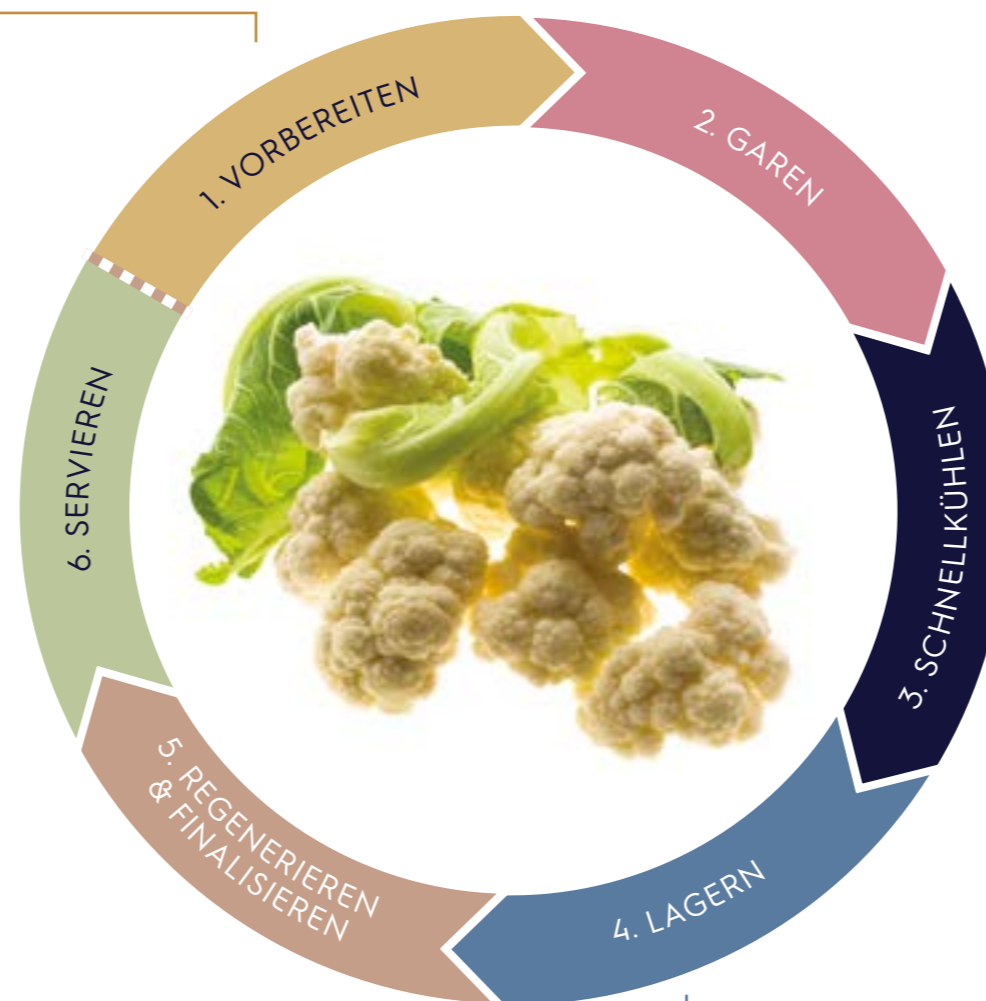 1. VORBEREITEN
2. GAREN
3. SCHNELLKÜHLEN
4. LAGERN
5. REGENERIEREN
& FINALISIEREN
6. SERVIEREN